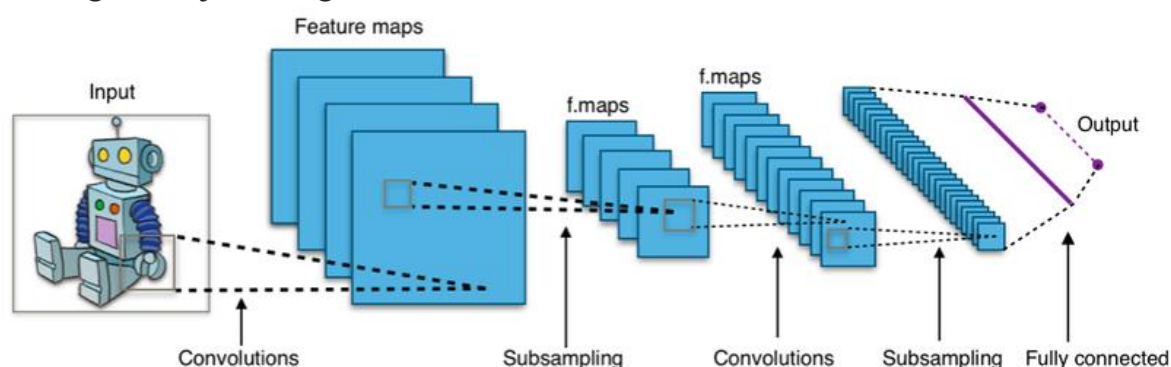 Feature maps
Input
f.maps
f.maps
Output
Convolutions
Subsampling
Convolutions
Subsampling
Fully connected